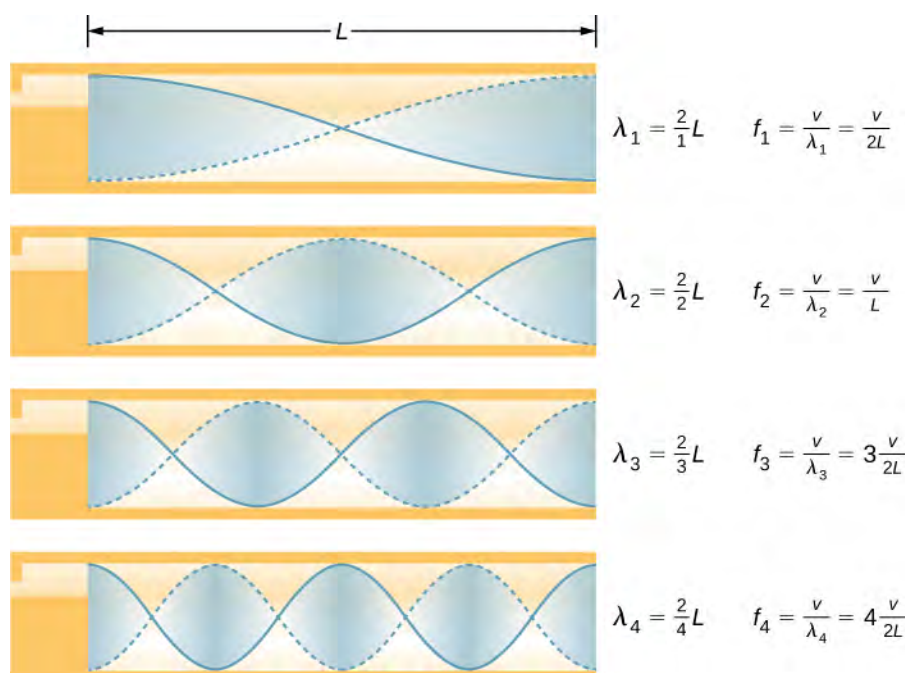 L
λ₁ = 2/1 L    f₁ = v/λ₁ = v/2L
λ₂ = 2/2 L    f₂ = v/λ₂ = v/L
λ₃ = 2/3 L    f₃ = v/λ₃ = 3 v/2L
λ₄ = 2/4 L    f₄ = v/λ₄ = 4 v/2L